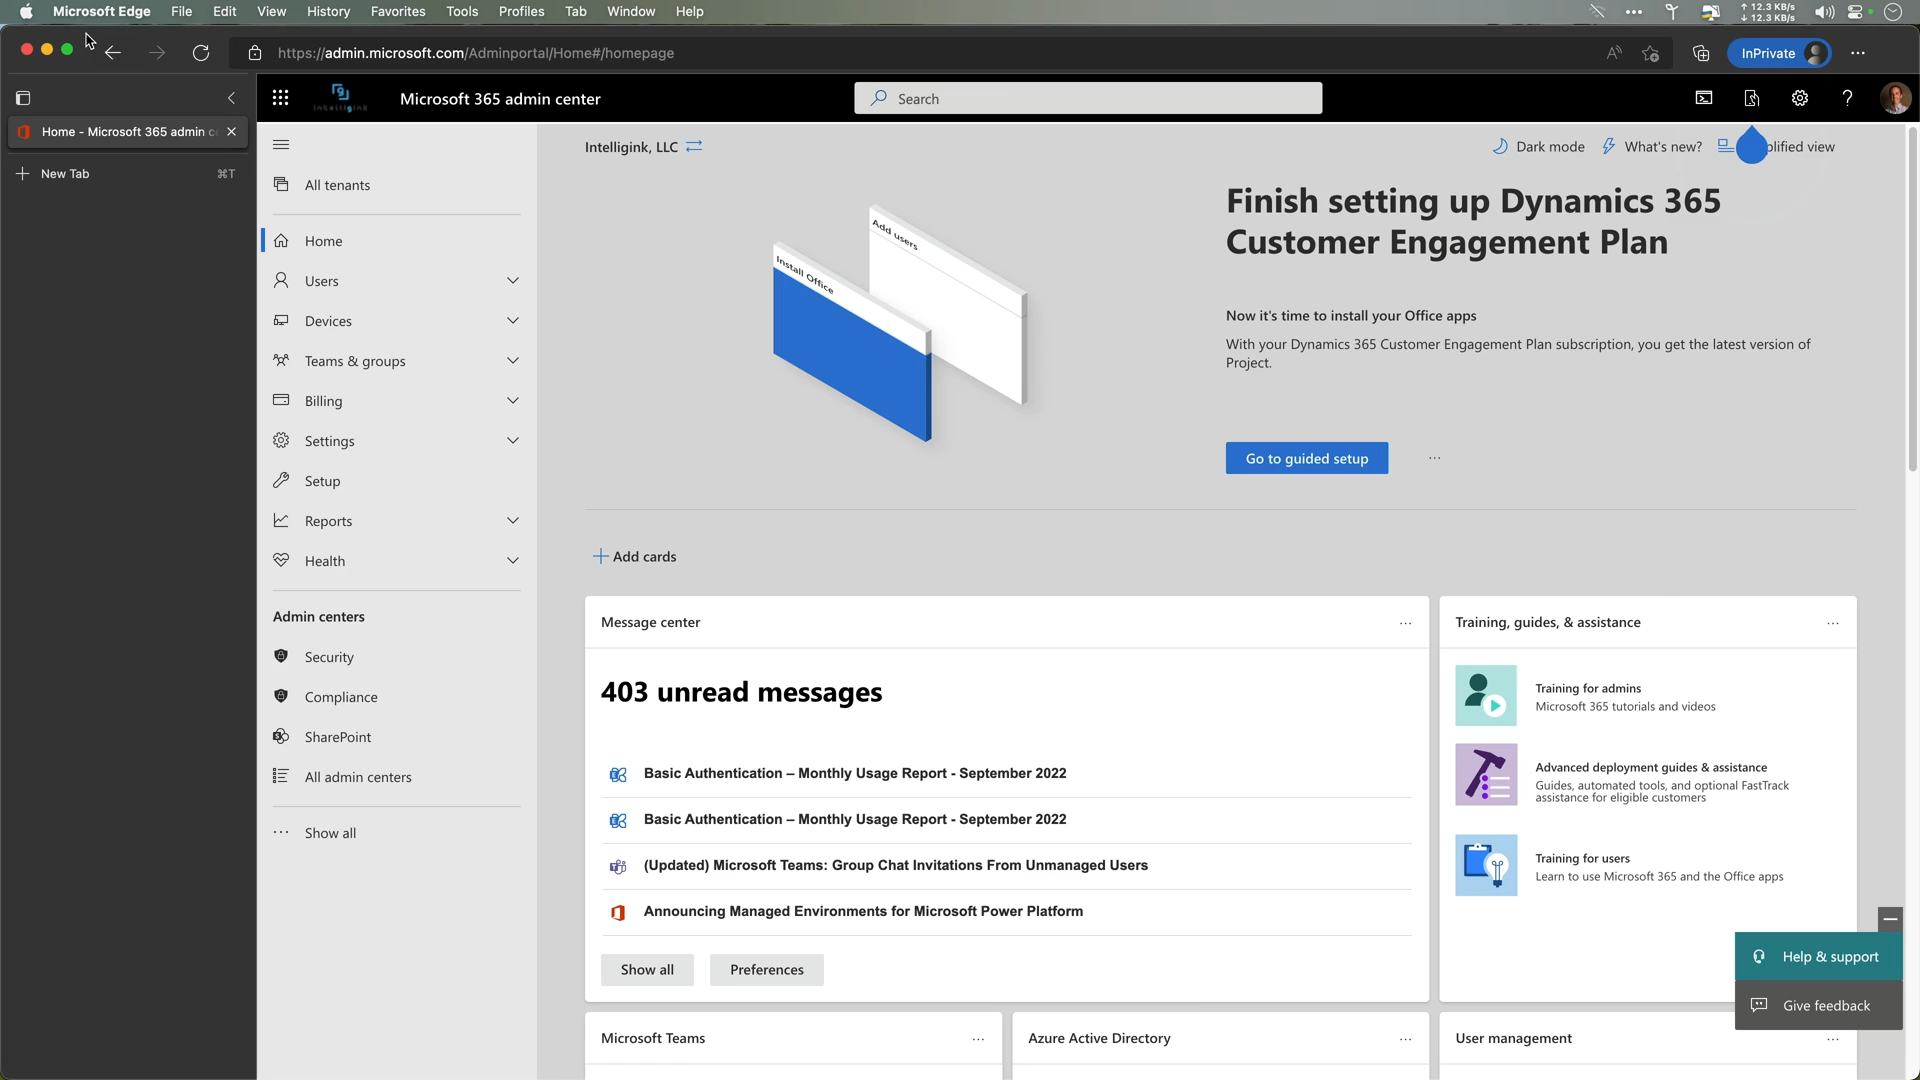 Microsoft Edge File Edit View History Favorites Tools Profiles Tab Window Help
↑ 12.3 KB/s
↓ 12.3 KB/s
https://admin.microsoft.com/Adminportal/Home#/homepage
InPrivate
Home - Microsoft 365 admin c
New Tab ⌘T
intelligink
Microsoft 365 admin center
Search
All tenants
Home
Users
Devices
Teams & groups
Billing
Settings
Setup
Reports
Health
Admin centers
Security
Compliance
SharePoint
All admin centers
Show all
Intelligink, LLC
Dark mode
What's new?
plified view
Add users
Install Office
Finish setting up Dynamics 365
Customer Engagement Plan
Now it's time to install your Office apps
With your Dynamics 365 Customer Engagement Plan subscription, you get the latest version of
Project.
Go to guided setup
Add cards
Message center
403 unread messages
Basic Authentication – Monthly Usage Report - September 2022
Basic Authentication – Monthly Usage Report - September 2022
(Updated) Microsoft Teams: Group Chat Invitations From Unmanaged Users
Announcing Managed Environments for Microsoft Power Platform
Show all
Preferences
Training, guides, & assistance
Training for admins
Microsoft 365 tutorials and videos
Advanced deployment guides & assistance
Guides, automated tools, and optional FastTrack
assistance for eligible customers
Training for users
Learn to use Microsoft 365 and the Office apps
Help & support
Give feedback
Microsoft Teams
Azure Active Directory
User management